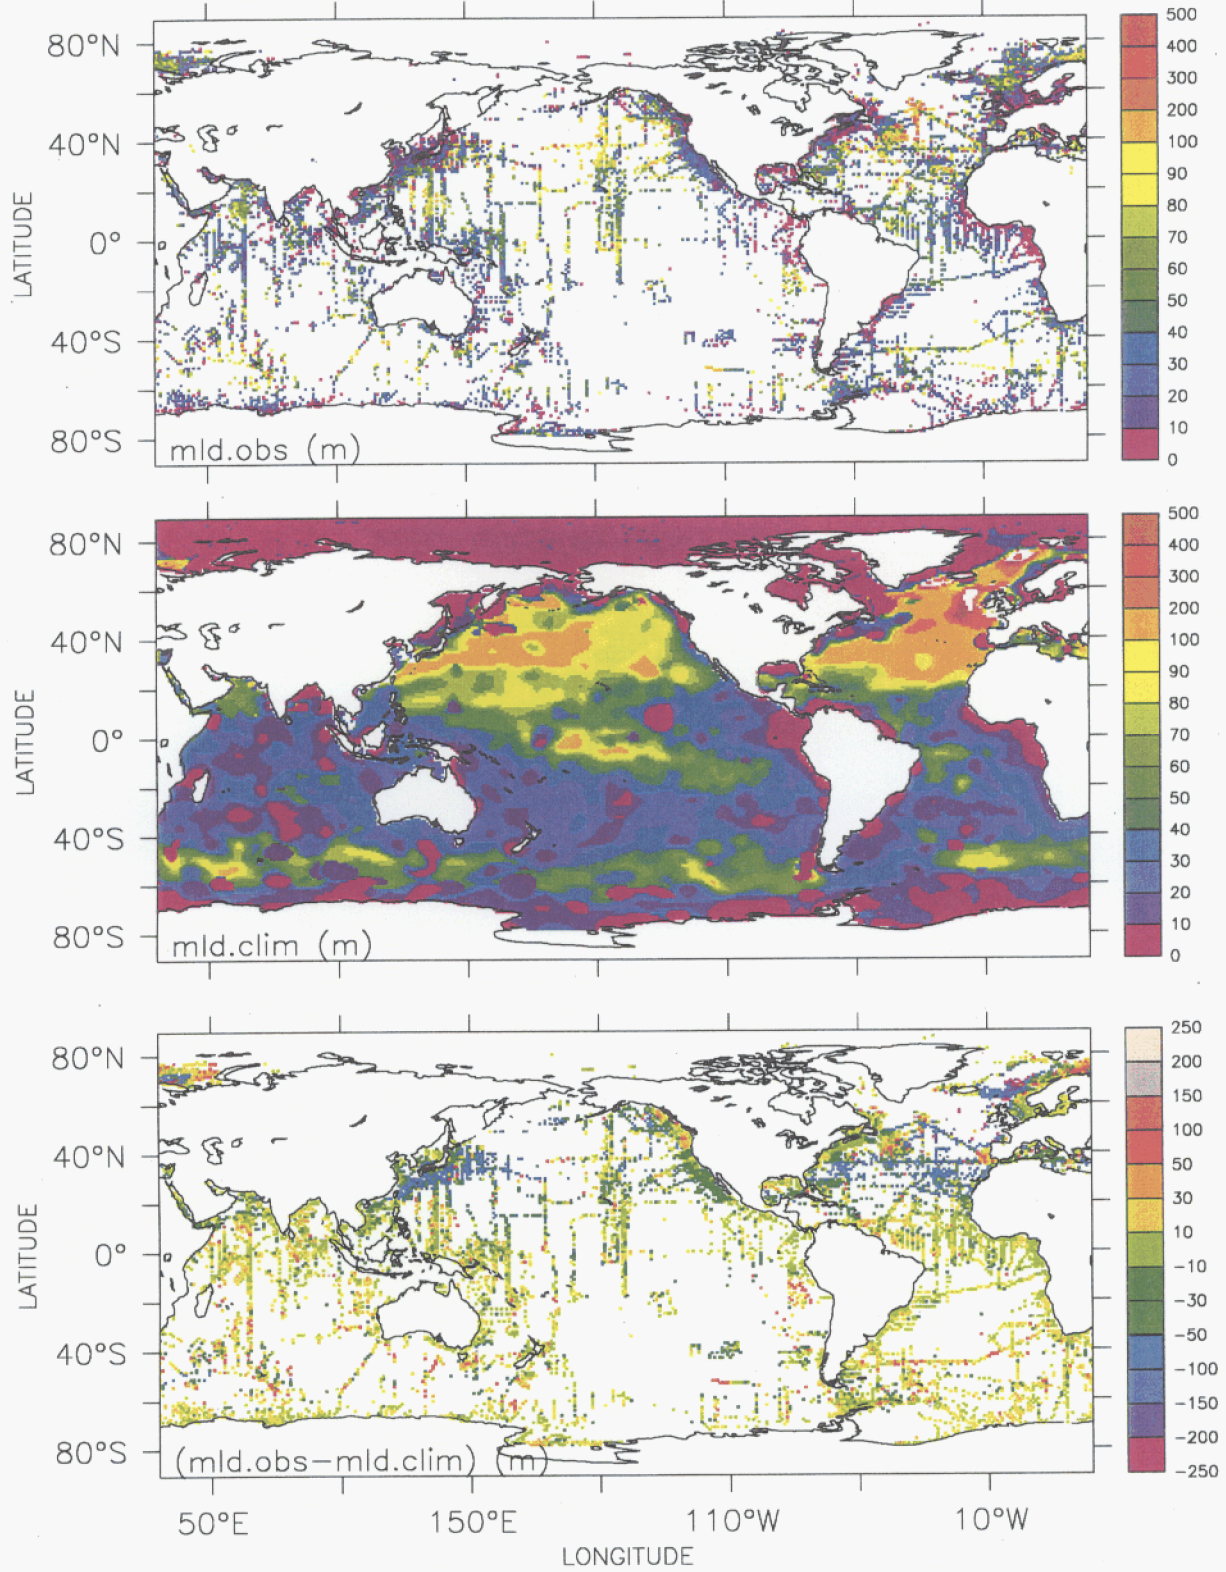 80°N
40°N
0°
40°S
80°S
LATITUDE
mld.obs (m)
500
400
300
200
100
90
80
70
60
50
40
30
20
10
0
80°N
40°N
0°
40°S
80°S
LATITUDE
mld.clim (m)
500
400
300
200
100
90
80
70
60
50
40
30
20
10
0
80°N
40°N
0°
40°S
80°S
LATITUDE
(mld.obs−mld.clim) (m)
250
200
150
100
50
30
10
−10
−30
−50
−100
−150
−200
−250
50°E 150°E 110°W 10°W
LONGITUDE